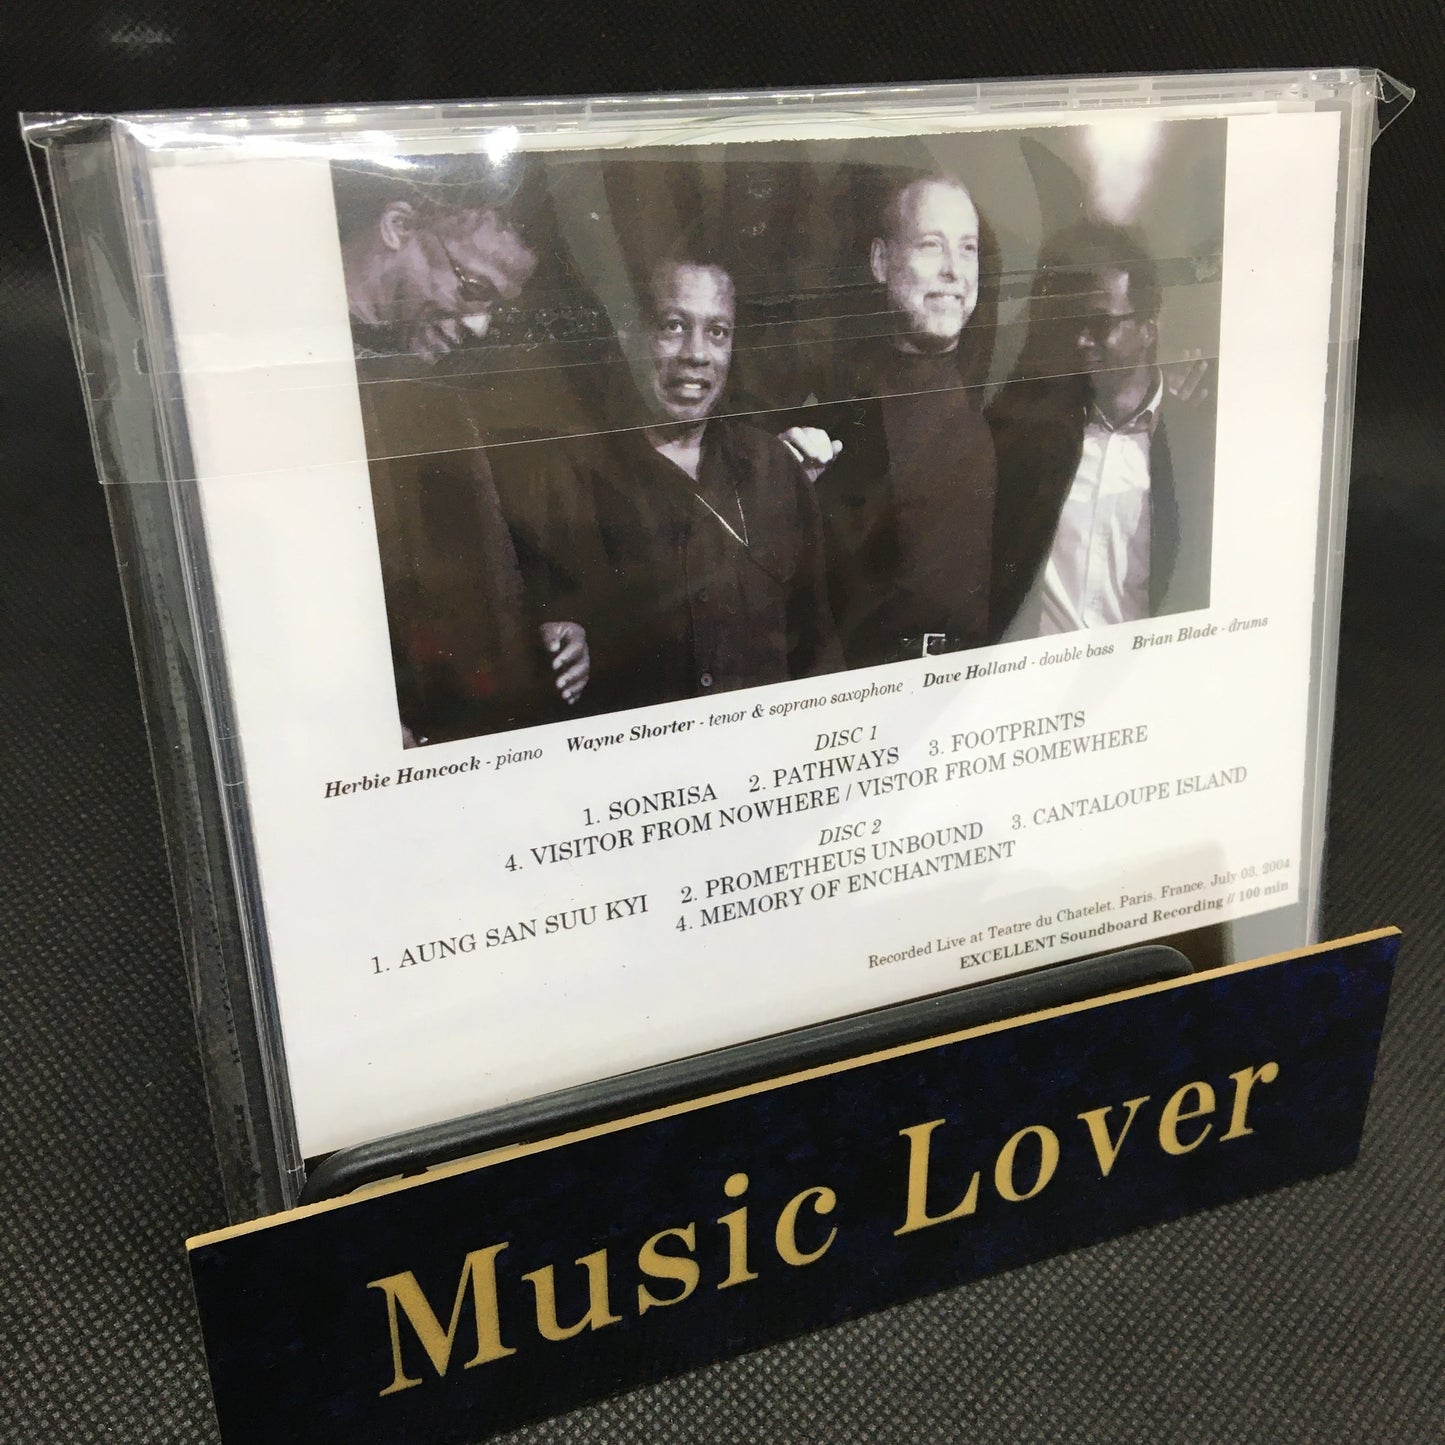 Herbie Hancock - piano Wayne Shorter - tenor & soprano saxophone Dave Holland - double bass Brian Blade - drums
DISC 1
1. SONRISA 2. PATHWAYS 3. FOOTPRINTS
4. VISITOR FROM NOWHERE / VISTOR FROM SOMEWHERE
DISC 2
1. AUNG SAN SUU KYI 2. PROMETHEUS UNBOUND 3. CANTALOUPE ISLAND
4. MEMORY OF ENCHANTMENT
Recorded Live at Teatre du Chatelet, Paris, France, July 03, 2004
EXCELLENT Soundboard Recording // 100 min
Music Lover